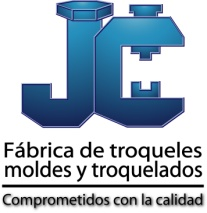 JC
Fábrica de troqueles
moldes y troquelados
Comprometidos con la calidad